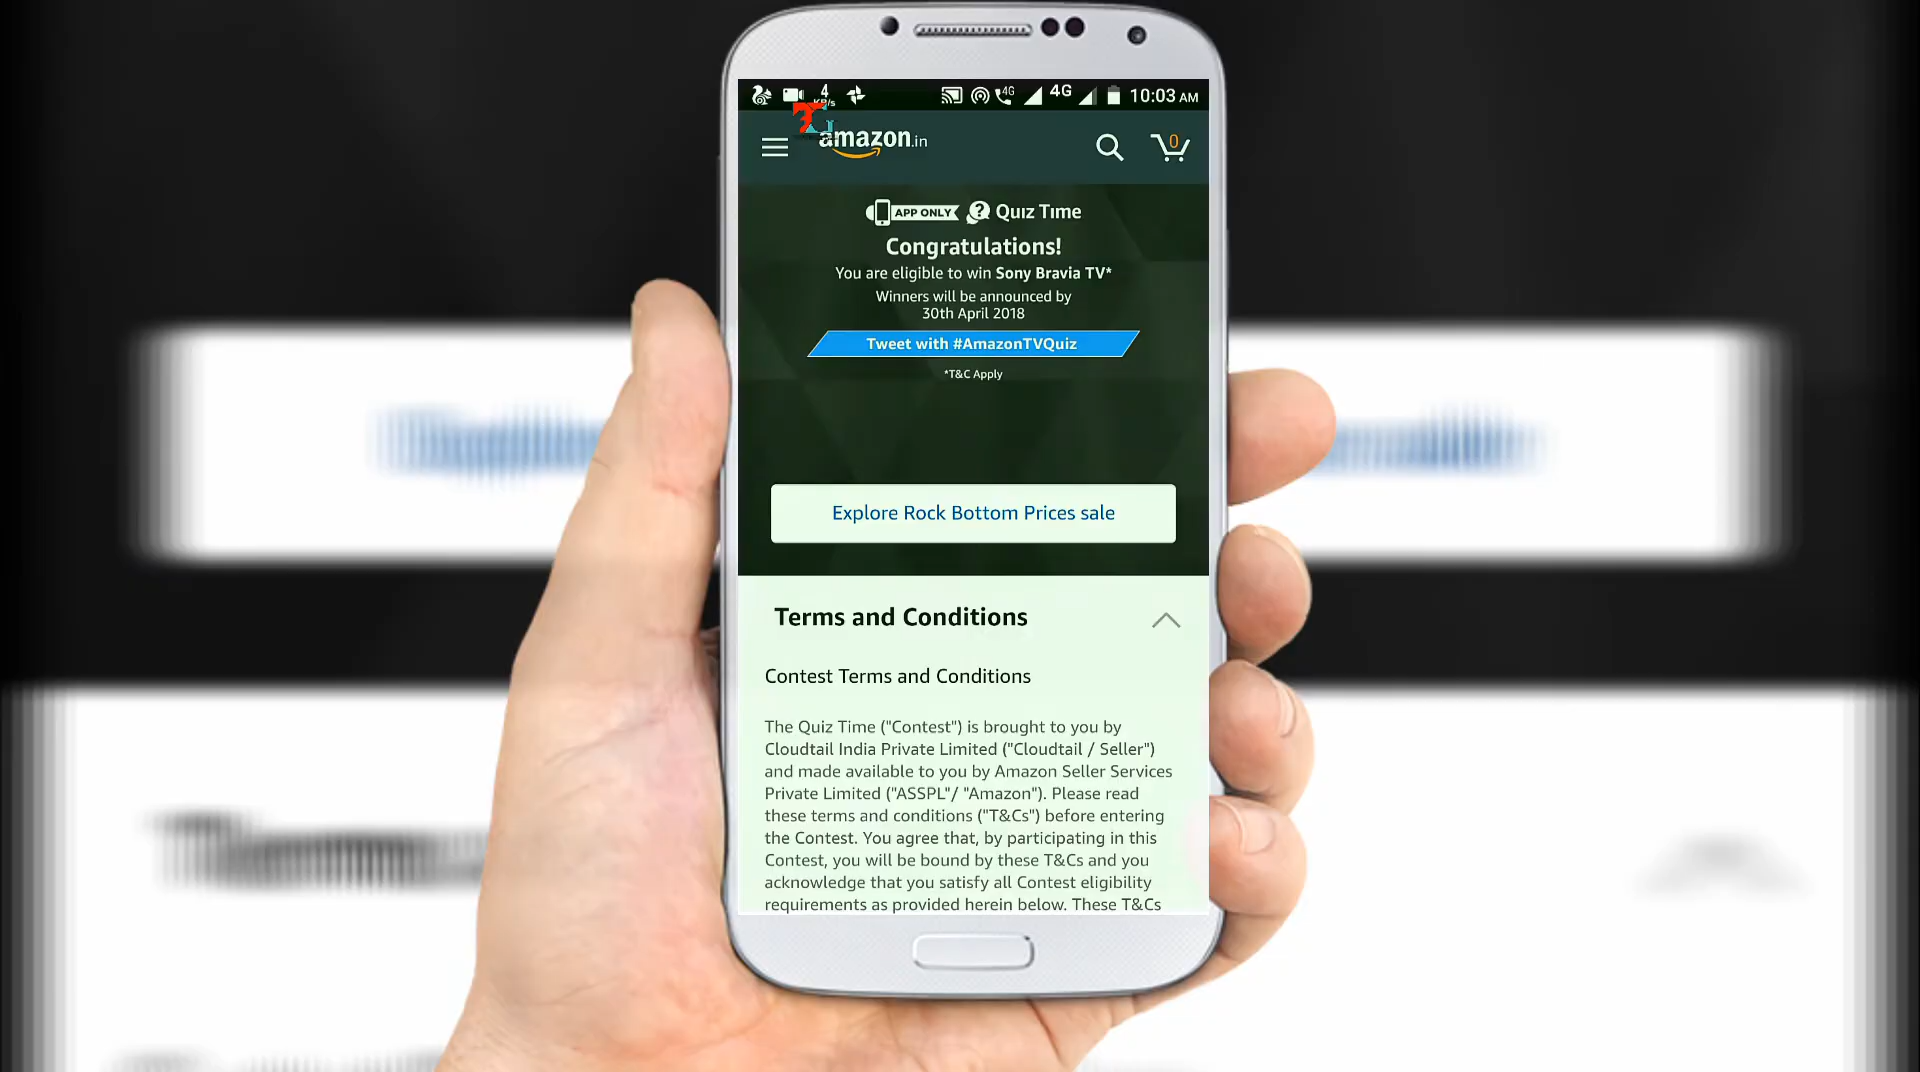 4 4G 4G 10:03 AM
KB/s
amazon.in
0
APP ONLY Quiz Time
Congratulations!
You are eligible to win Sony Bravia TV*
Winners will be announced by
30th April 2018
Tweet with #AmazonTVQuiz
*T&C Apply
Explore Rock Bottom Prices sale
Terms and Conditions
Contest Terms and Conditions
The Quiz Time ("Contest") is brought to you by
Cloudtail India Private Limited ("Cloudtail / Seller")
and made available to you by Amazon Seller Services
Private Limited ("ASSPL"/ "Amazon"). Please read
these terms and conditions ("T&Cs") before entering
the Contest. You agree that, by participating in this
Contest, you will be bound by these T&Cs and you
acknowledge that you satisfy all Contest eligibility
requirements as provided herein below. These T&Cs